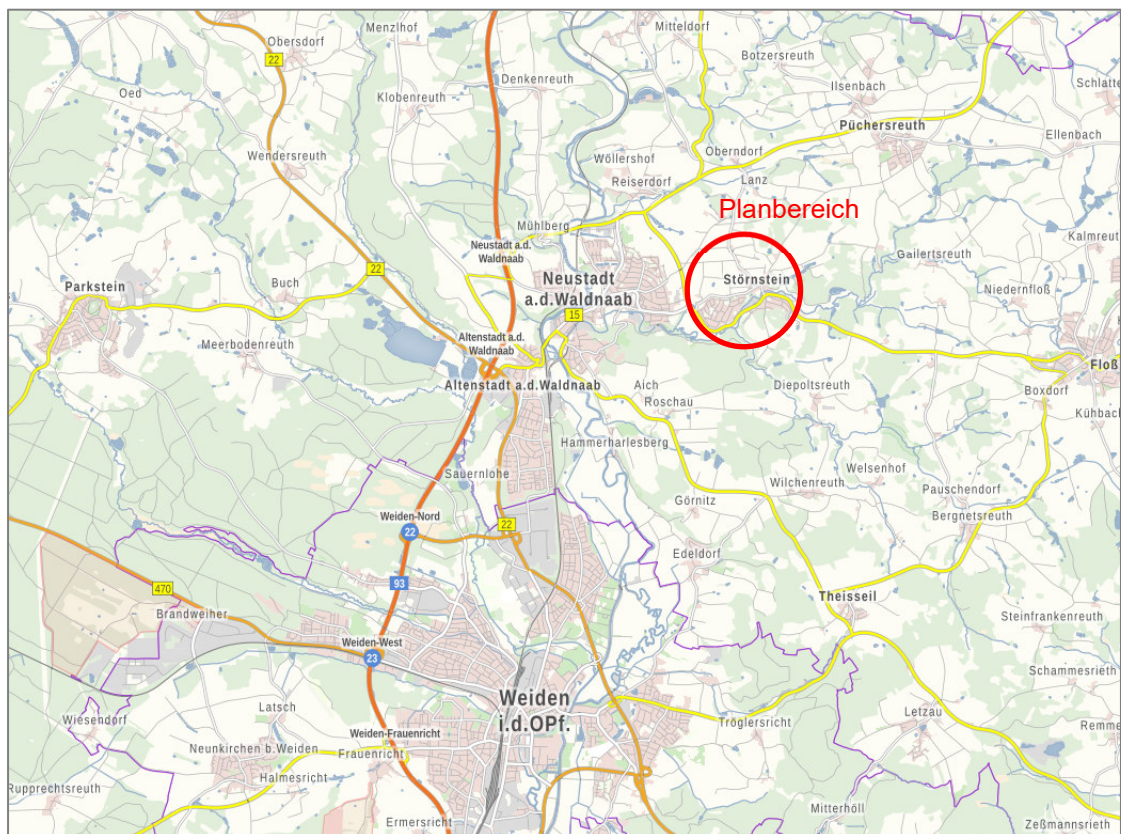 Menzlhof
Mitteldorf
Obersdorf
22
Botzersreuth
Denkenreuth
Oed
Klobenreuth
Ilsenbach
Schlatte
Püchersreuth
Ellenbach
Wendersreuth
Wöllershof
Oberndorf
Reiserdorf
Lanz
Planbereich
Mühlberg
Kalmreut
Neustadt a.d.
Waldnaab
Gailertsreuth
22
Neustadt
a.d.Waldnaab
Störnstein
Parkstein
Buch
Niedernfloß
15
Altenstadt a.d.
Waldnaab
Meerbodenreuth
Floß
Altenstadt a.d.Waldnaab
Aich
Diepoltsreuth
Boxdorf
Roschau
Kühbach
Hammerharlesberg
Sauernlohe
Welsenhof
Wilchenreuth
Görnitz
Pauschendorf
Weiden-Nord
Bergnetsreuth
22
22
Edeldorf
93
470
Theisseil
Brandweiher
Steinfrankenreuth
Weiden-West
23
Schammesrieth
Weiden
i.d.OPf.
Latsch
Letzau
Wiesendorf
Tröglersricht
Remme
Weiden-Frauenricht
Neunkirchen b.Weiden
Frauenricht
Halmesricht
Rupprechtsreuth
Mitterhöll
Ermersricht
Zeßmannsrieth